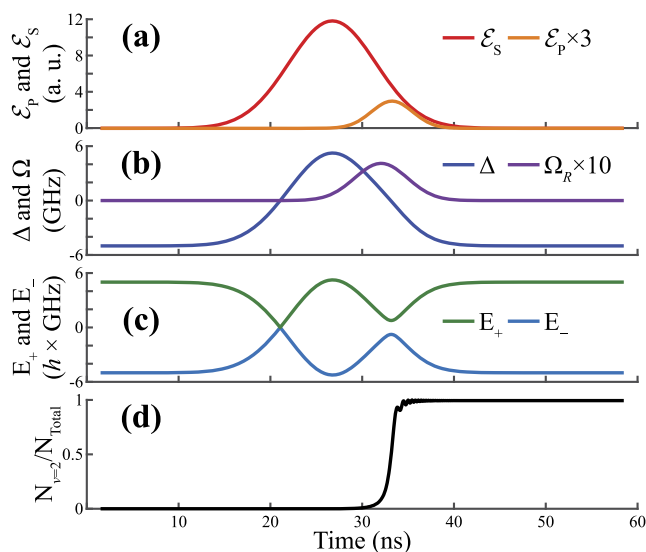 (a)
ℰS ℰP×3
ℰP and ℰS
(a. u.)
12
8
4
0
(b)
Δ ΩR×10
Δ and Ω
(GHz)
6
0
-6
(c)
E+ E−
E+ and E−
(h × GHz)
6
0
-6
(d)
Nv=2/NTotal
1
0.5
0
10 20 30 40 50 60
Time (ns)